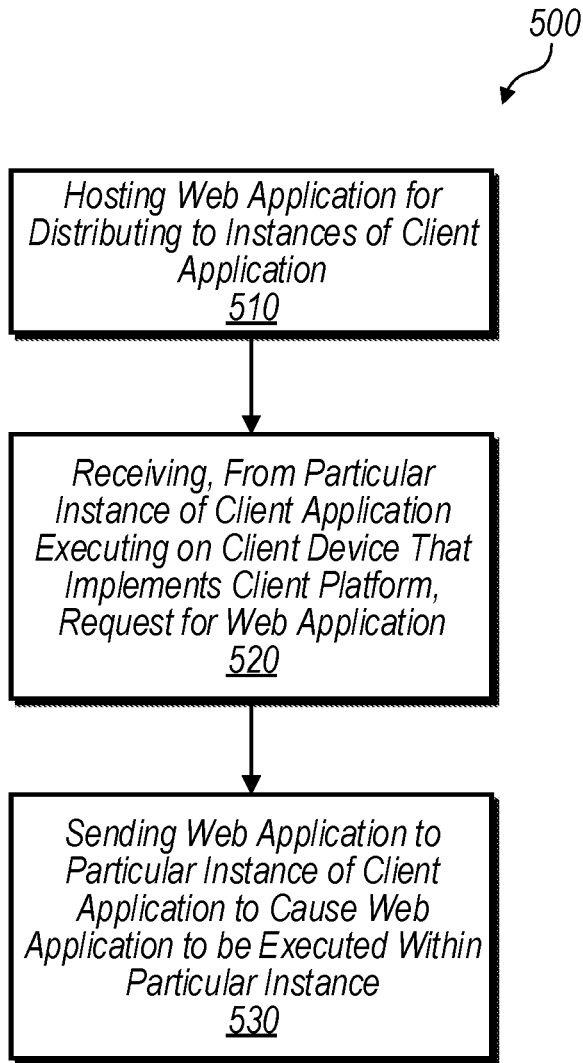 500
Hosting Web Application for
Distributing to Instances of Client
Application
510
Receiving, From Particular
Instance of Client Application
Executing on Client Device That
Implements Client Platform,
Request for Web Application
520
Sending Web Application to
Particular Instance of Client
Application to Cause Web
Application to be Executed Within
Particular Instance
530